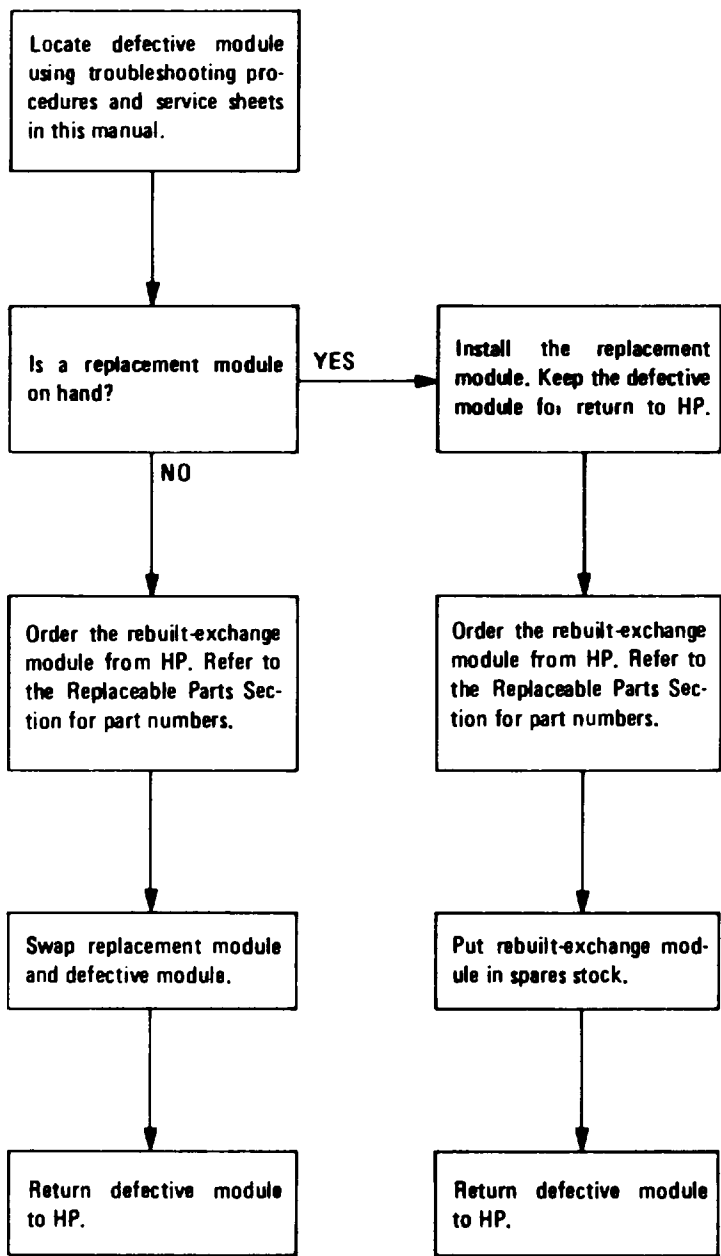 Locate defective module
using troubleshooting pro-
cedures and service sheets
in this manual.
Is a replacement module
on hand?
YES
Install the replacement
module. Keep the defective
module for return to HP.
NO
Order the rebuilt-exchange
module from HP. Refer to
the Replaceable Parts Sec-
tion for part numbers.
Order the rebuilt-exchange
module from HP. Refer to
the Replaceable Parts Sec-
tion for part numbers.
Swap replacement module
and defective module.
Put rebuilt-exchange mod-
ule in spares stock.
Return defective module
to HP.
Return defective module
to HP.